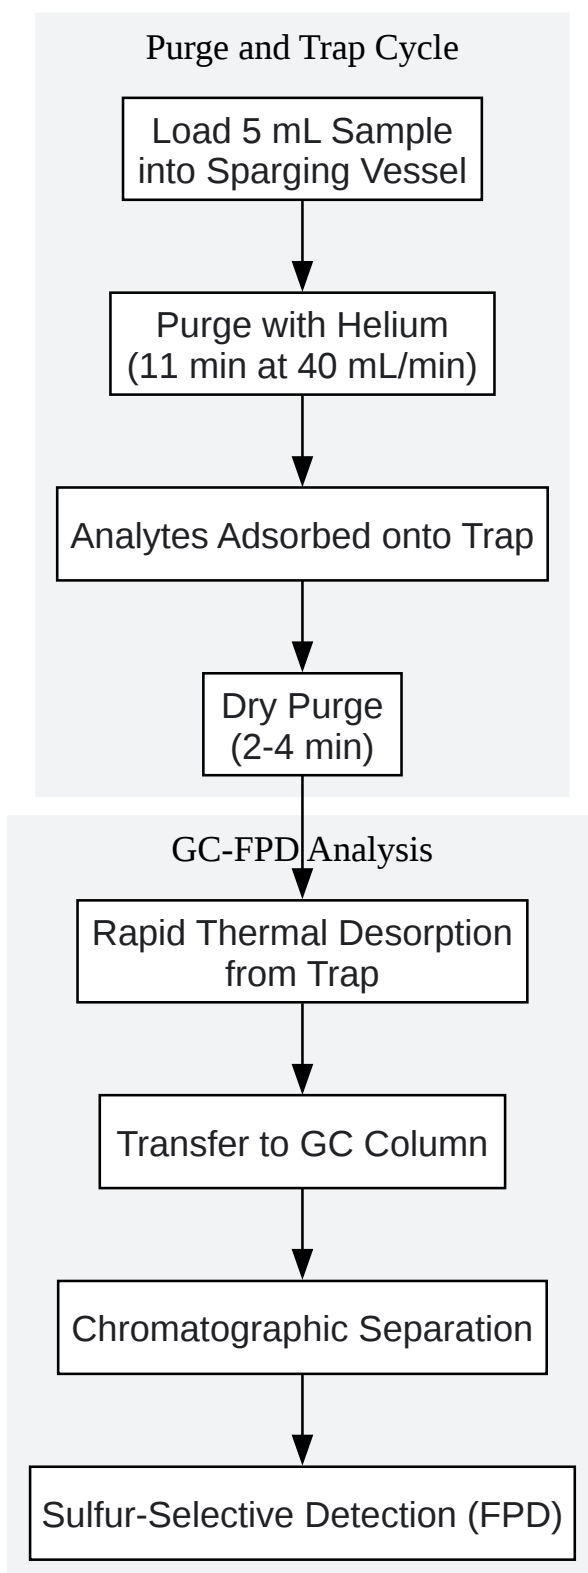 Purge and Trap Cycle
Load 5 mL Sample
into Sparging Vessel
Purge with Helium
(11 min at 40 mL/min)
Analytes Adsorbed onto Trap
Dry Purge
(2-4 min)
GC-FPD Analysis
Rapid Thermal Desorption
from Trap
Transfer to GC Column
Chromatographic Separation
Sulfur-Selective Detection (FPD)